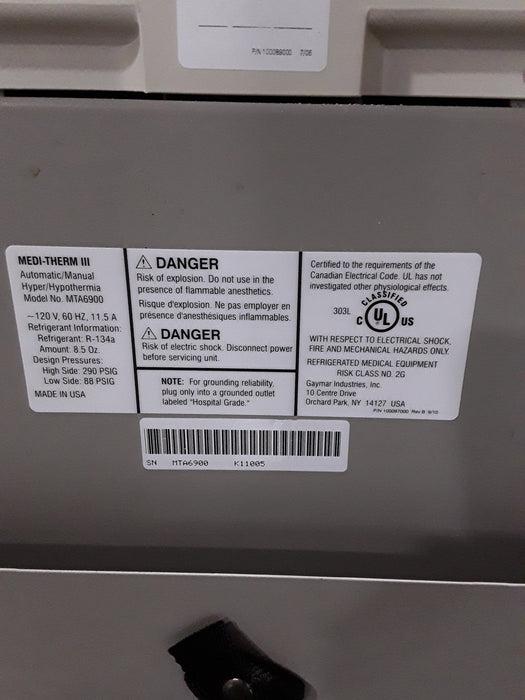 P/N 100089000 7/06
MEDI-THERM III
Automatic/Manual
Hyper/Hypothermia
Model No. MTA6900
~120 V, 60 HZ, 11.5 A
Refrigerant Information:
Refrigerant: R-134a
Amount: 8.5 Oz.
Design Pressures:
High Side: 290 PSIG
Low Side: 88 PSIG
MADE IN USA
⚠ DANGER
Risk of explosion. Do not use in the
presence of flammable anesthetics.
Risque d'explosion. Ne pas employer en
présence d'anesthésiques inflammables.
⚠ DANGER
Risk of electric shock. Disconnect power
before servicing unit.
NOTE: For grounding reliability,
plug only into a grounded outlet
labeled "Hospital Grade."
Certified to the requirements of the
Canadian Electrical Code. UL has not
investigated other physiological effects.
CLASSIFIED
303L C UL US
WITH RESPECT TO ELECTRICAL SHOCK,
FIRE AND MECHANICAL HAZARDS ONLY
REFRIGERATED MEDICAL EQUIPMENT
RISK CLASS NO. 2G
Gaymar Industries, Inc.
10 Centre Drive
Orchard Park, NY 14127 USA
P/N 100097000 Rev B 9/10
SN MTA6900 K11005